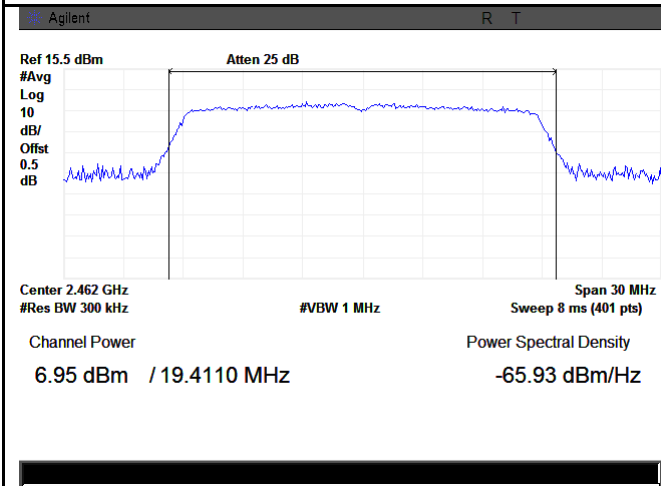 Agilent R T
Ref 15.5 dBm Atten 25 dB
#Avg
Log
10
dB/
Offst
0.5
dB
Center 2.462 GHz Span 30 MHz
#Res BW 300 kHz #VBW 1 MHz Sweep 8 ms (401 pts)
Channel Power Power Spectral Density
6.95 dBm / 19.4110 MHz -65.93 dBm/Hz